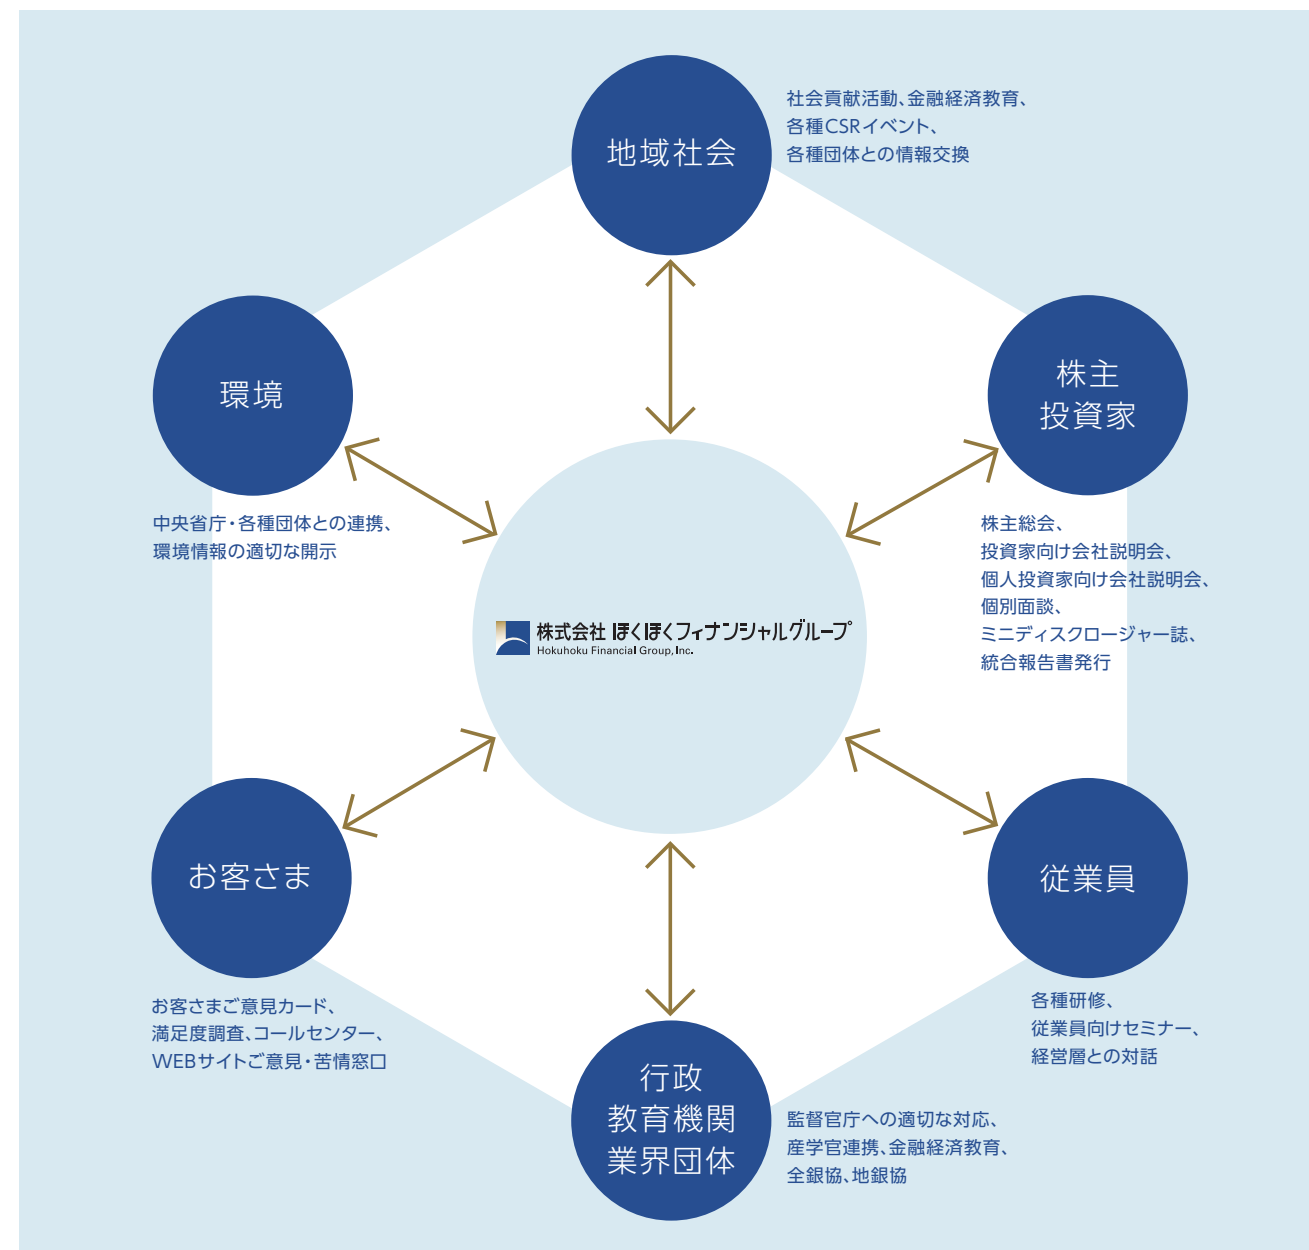 地域社会
社会貢献活動、金融経済教育、
各種CSRイベント、
各種団体との情報交換
環境
中央省庁・各種団体との連携、
環境情報の適切な開示
株主
投資家
株主総会、
投資家向け会社説明会、
個人投資家向け会社説明会、
個別面談、
ミニディスクロージャー誌、
統合報告書発行
株式会社 ほくほくフィナンシャルグループ
Hokuhoku Financial Group, Inc.
お客さま
お客さまご意見カード、
満足度調査、コールセンター、
WEBサイトご意見・苦情窓口
従業員
各種研修、
従業員向けセミナー、
経営層との対話
行政
教育機関
業界団体
監督官庁への適切な対応、
産学官連携、金融経済教育、
全銀協、地銀協